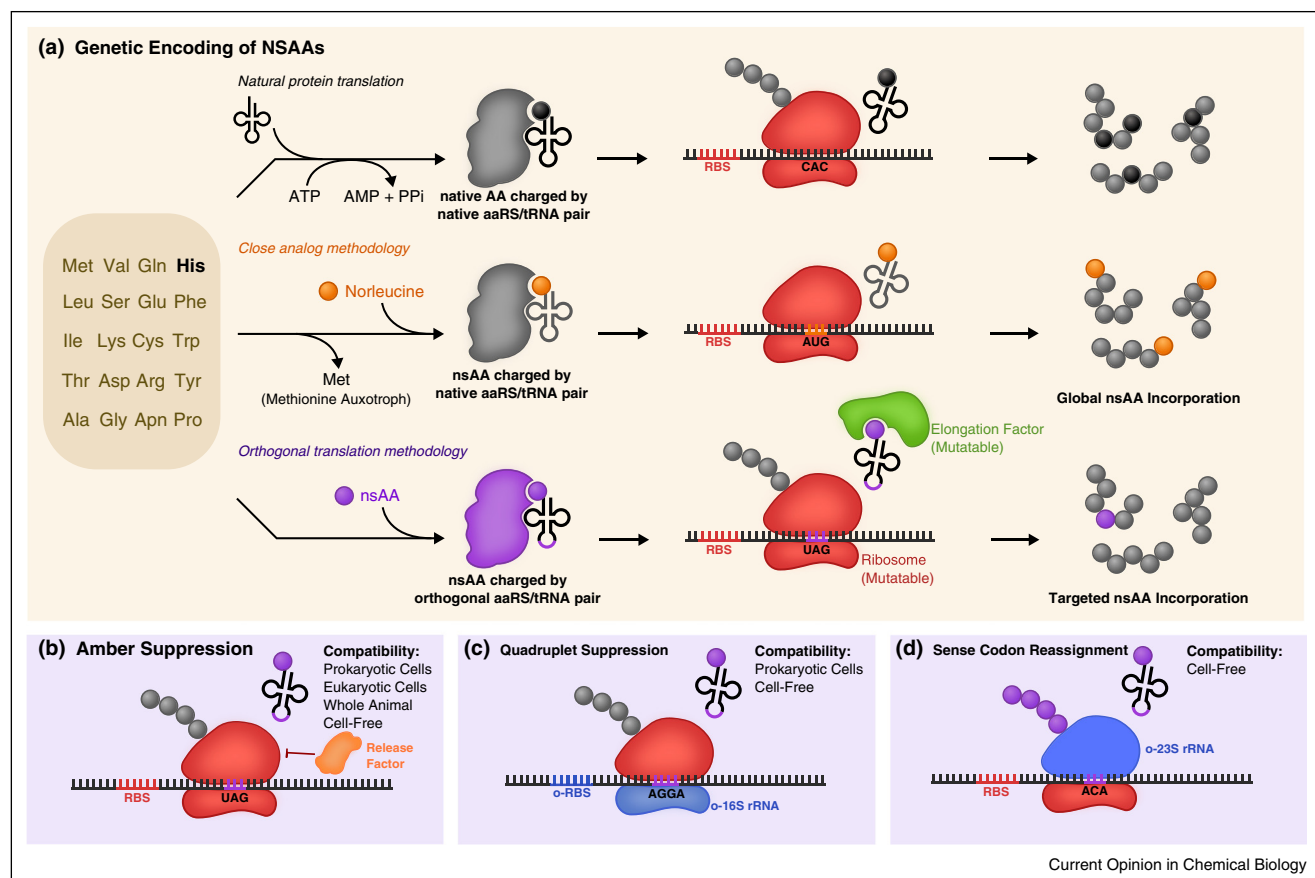 (a) Genetic Encoding of NSAAs
Natural protein translation
ATP
AMP + PPi
native AA charged by
native aaRS/tRNA pair
RBS
CAC
Met Val Gln His
Leu Ser Glu Phe
Ile Lys Cys Trp
Thr Asp Arg Tyr
Ala Gly Apn Pro
Close analog methodology
Norleucine
Met
(Methionine Auxotroph)
nsAA charged by
native aaRS/tRNA pair
RBS
AUG
Global nsAA Incorporation
Orthogonal translation methodology
nsAA
nsAA charged by
orthogonal aaRS/tRNA pair
Elongation Factor
(Mutatable)
RBS
UAG
Ribosome
(Mutatable)
Targeted nsAA Incorporation
(b) Amber Suppression
Compatibility:
Prokaryotic Cells
Eukaryotic Cells
Whole Animal
Cell-Free
Release
Factor
RBS
UAG
(c) Quadruplet Suppression
Compatibility:
Prokaryotic Cells
Cell-Free
o-RBS
AGGA
o-16S rRNA
(d) Sense Codon Reassignment
Compatibility:
Cell-Free
o-23S rRNA
RBS
ACA
Current Opinion in Chemical Biology